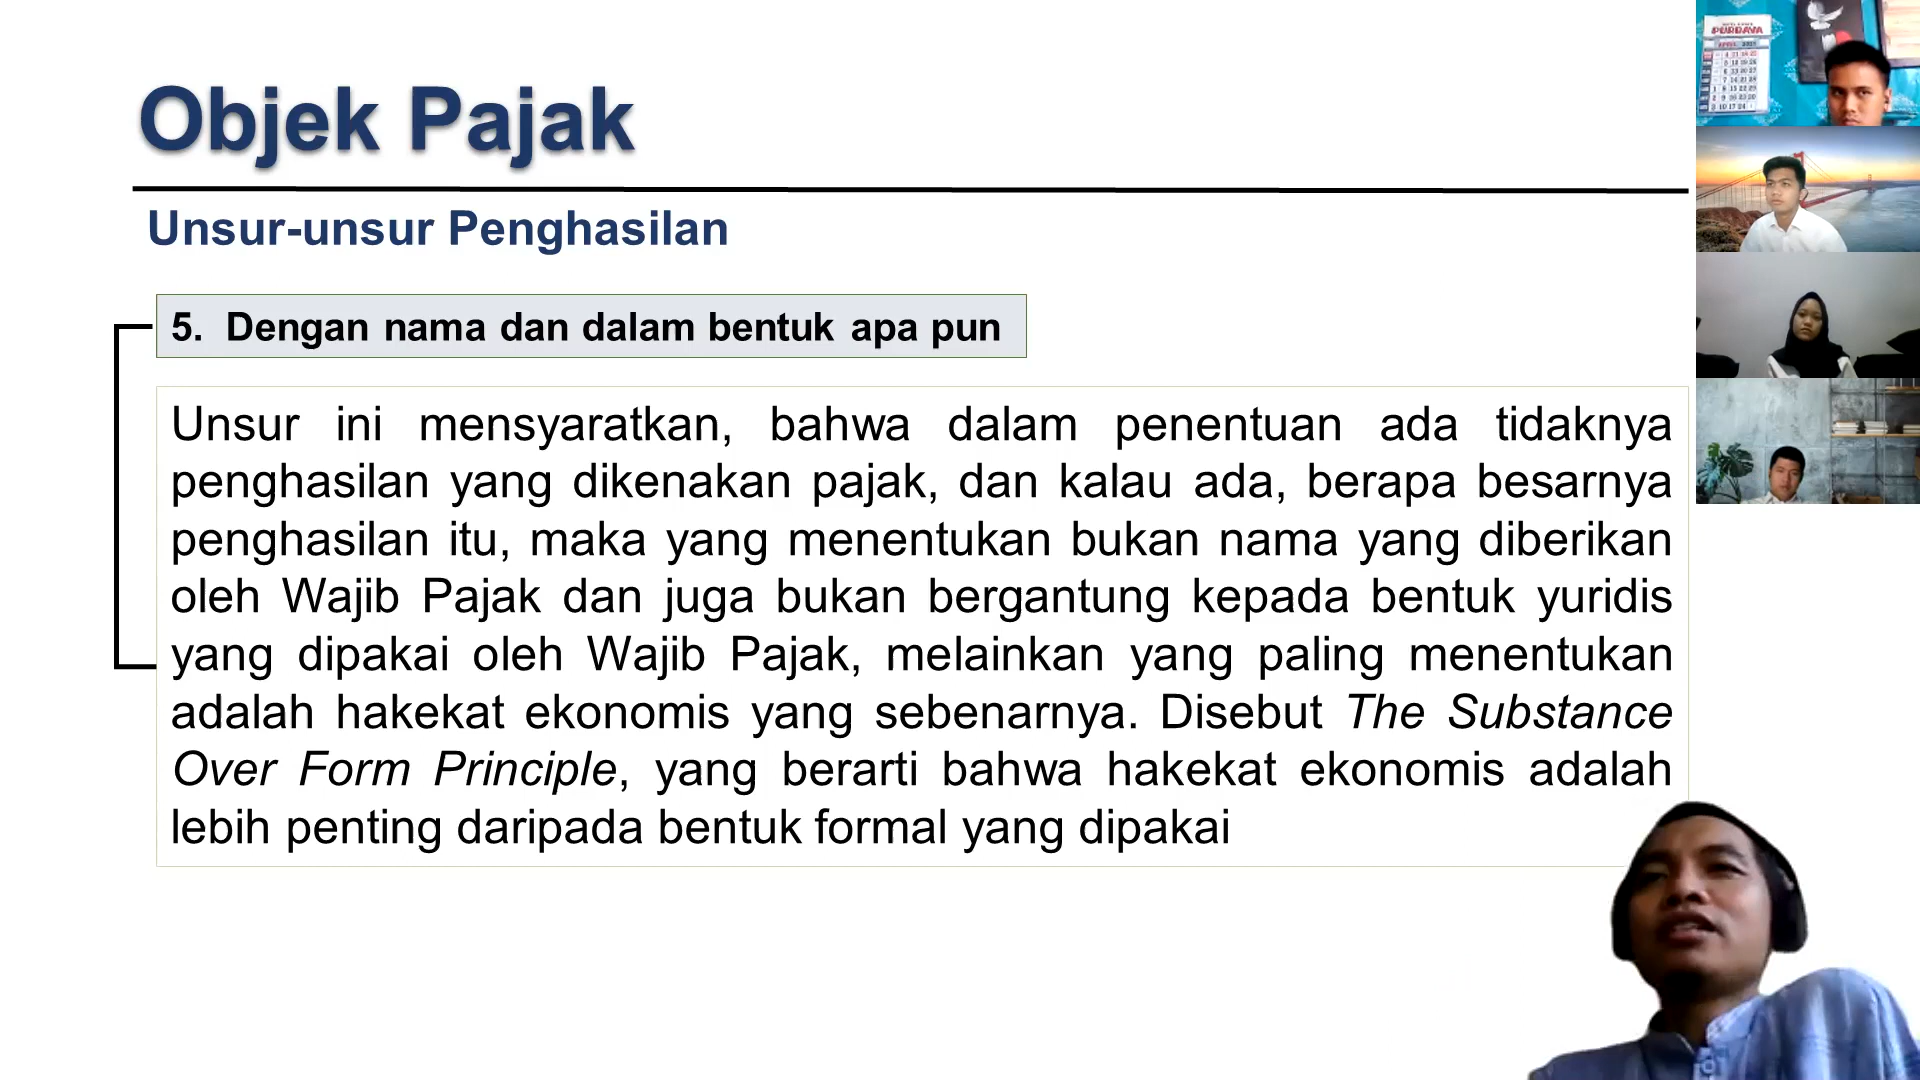 Objek Pajak
Unsur-unsur Penghasilan
5. Dengan nama dan dalam bentuk apa pun
Unsur ini mensyaratkan, bahwa dalam penentuan ada tidaknya
penghasilan yang dikenakan pajak, dan kalau ada, berapa besarnya
penghasilan itu, maka yang menentukan bukan nama yang diberikan
oleh Wajib Pajak dan juga bukan bergantung kepada bentuk yuridis
yang dipakai oleh Wajib Pajak, melainkan yang paling menentukan
adalah hakekat ekonomis yang sebenarnya. Disebut The Substance
Over Form Principle, yang berarti bahwa hakekat ekonomis adalah
lebih penting daripada bentuk formal yang dipakai
PURBAYA